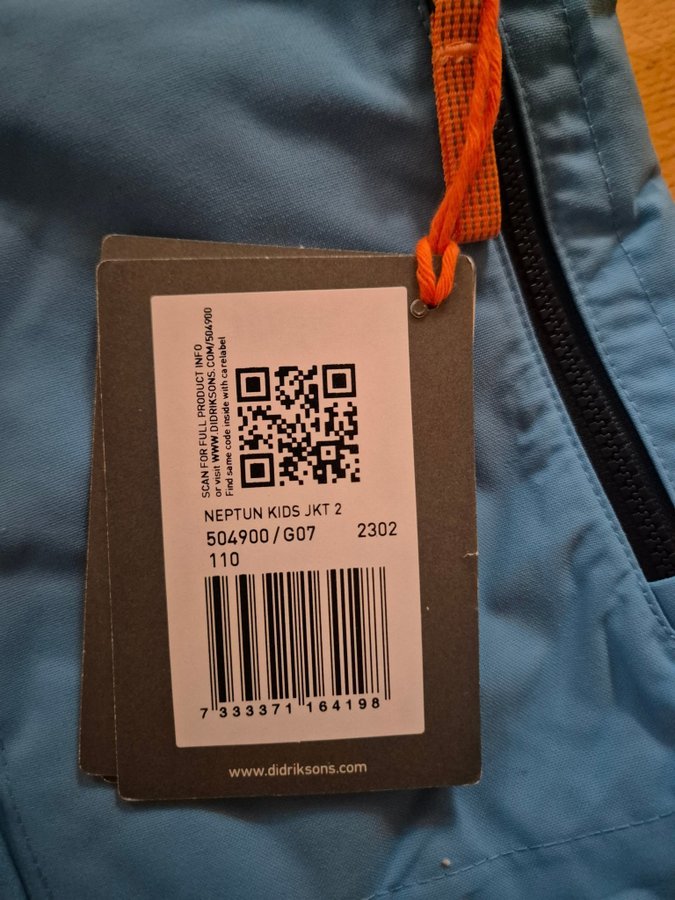 SCAN FOR FULL PRODUCT INFO
or visit WWW.DIDRIKSONS.COM/504900
Find same code inside with carelabel
NEPTUN KIDS JKT 2
504900/G07 2302
110
7 333371 164198
www.didriksons.com